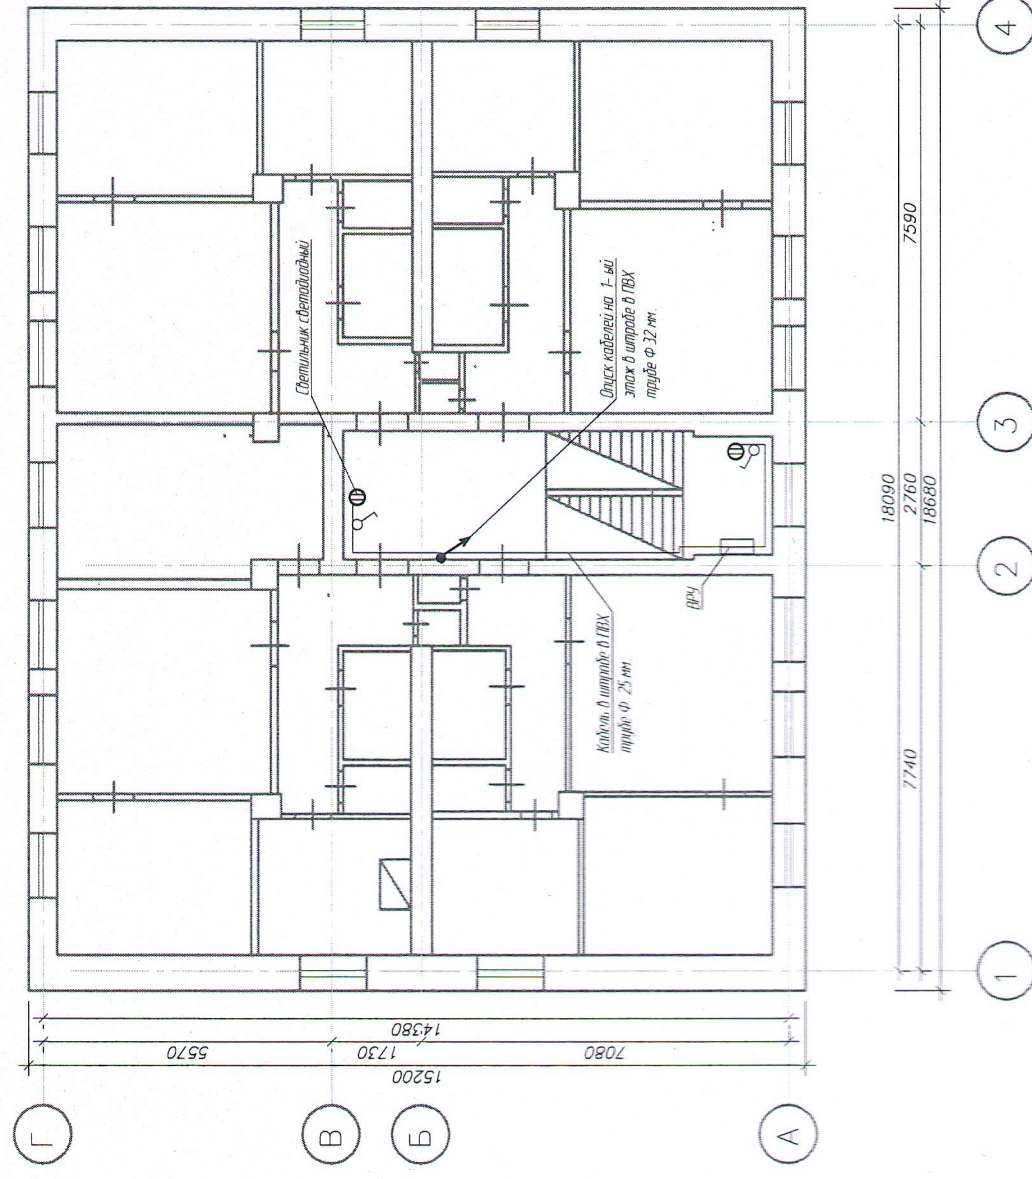 Светильник светодиодный
Опуск кабелей на 1-ый
этаж в штробе в ПВХ
трубе Ф 32 мм.
Кабель в штробе в ПВХ
трубе Ф 25 мм.
ВРУ
7590
2760
7740
18090
18680
5570
1730
7080
14380
15200
Г
В
Б
А
1
2
3
4